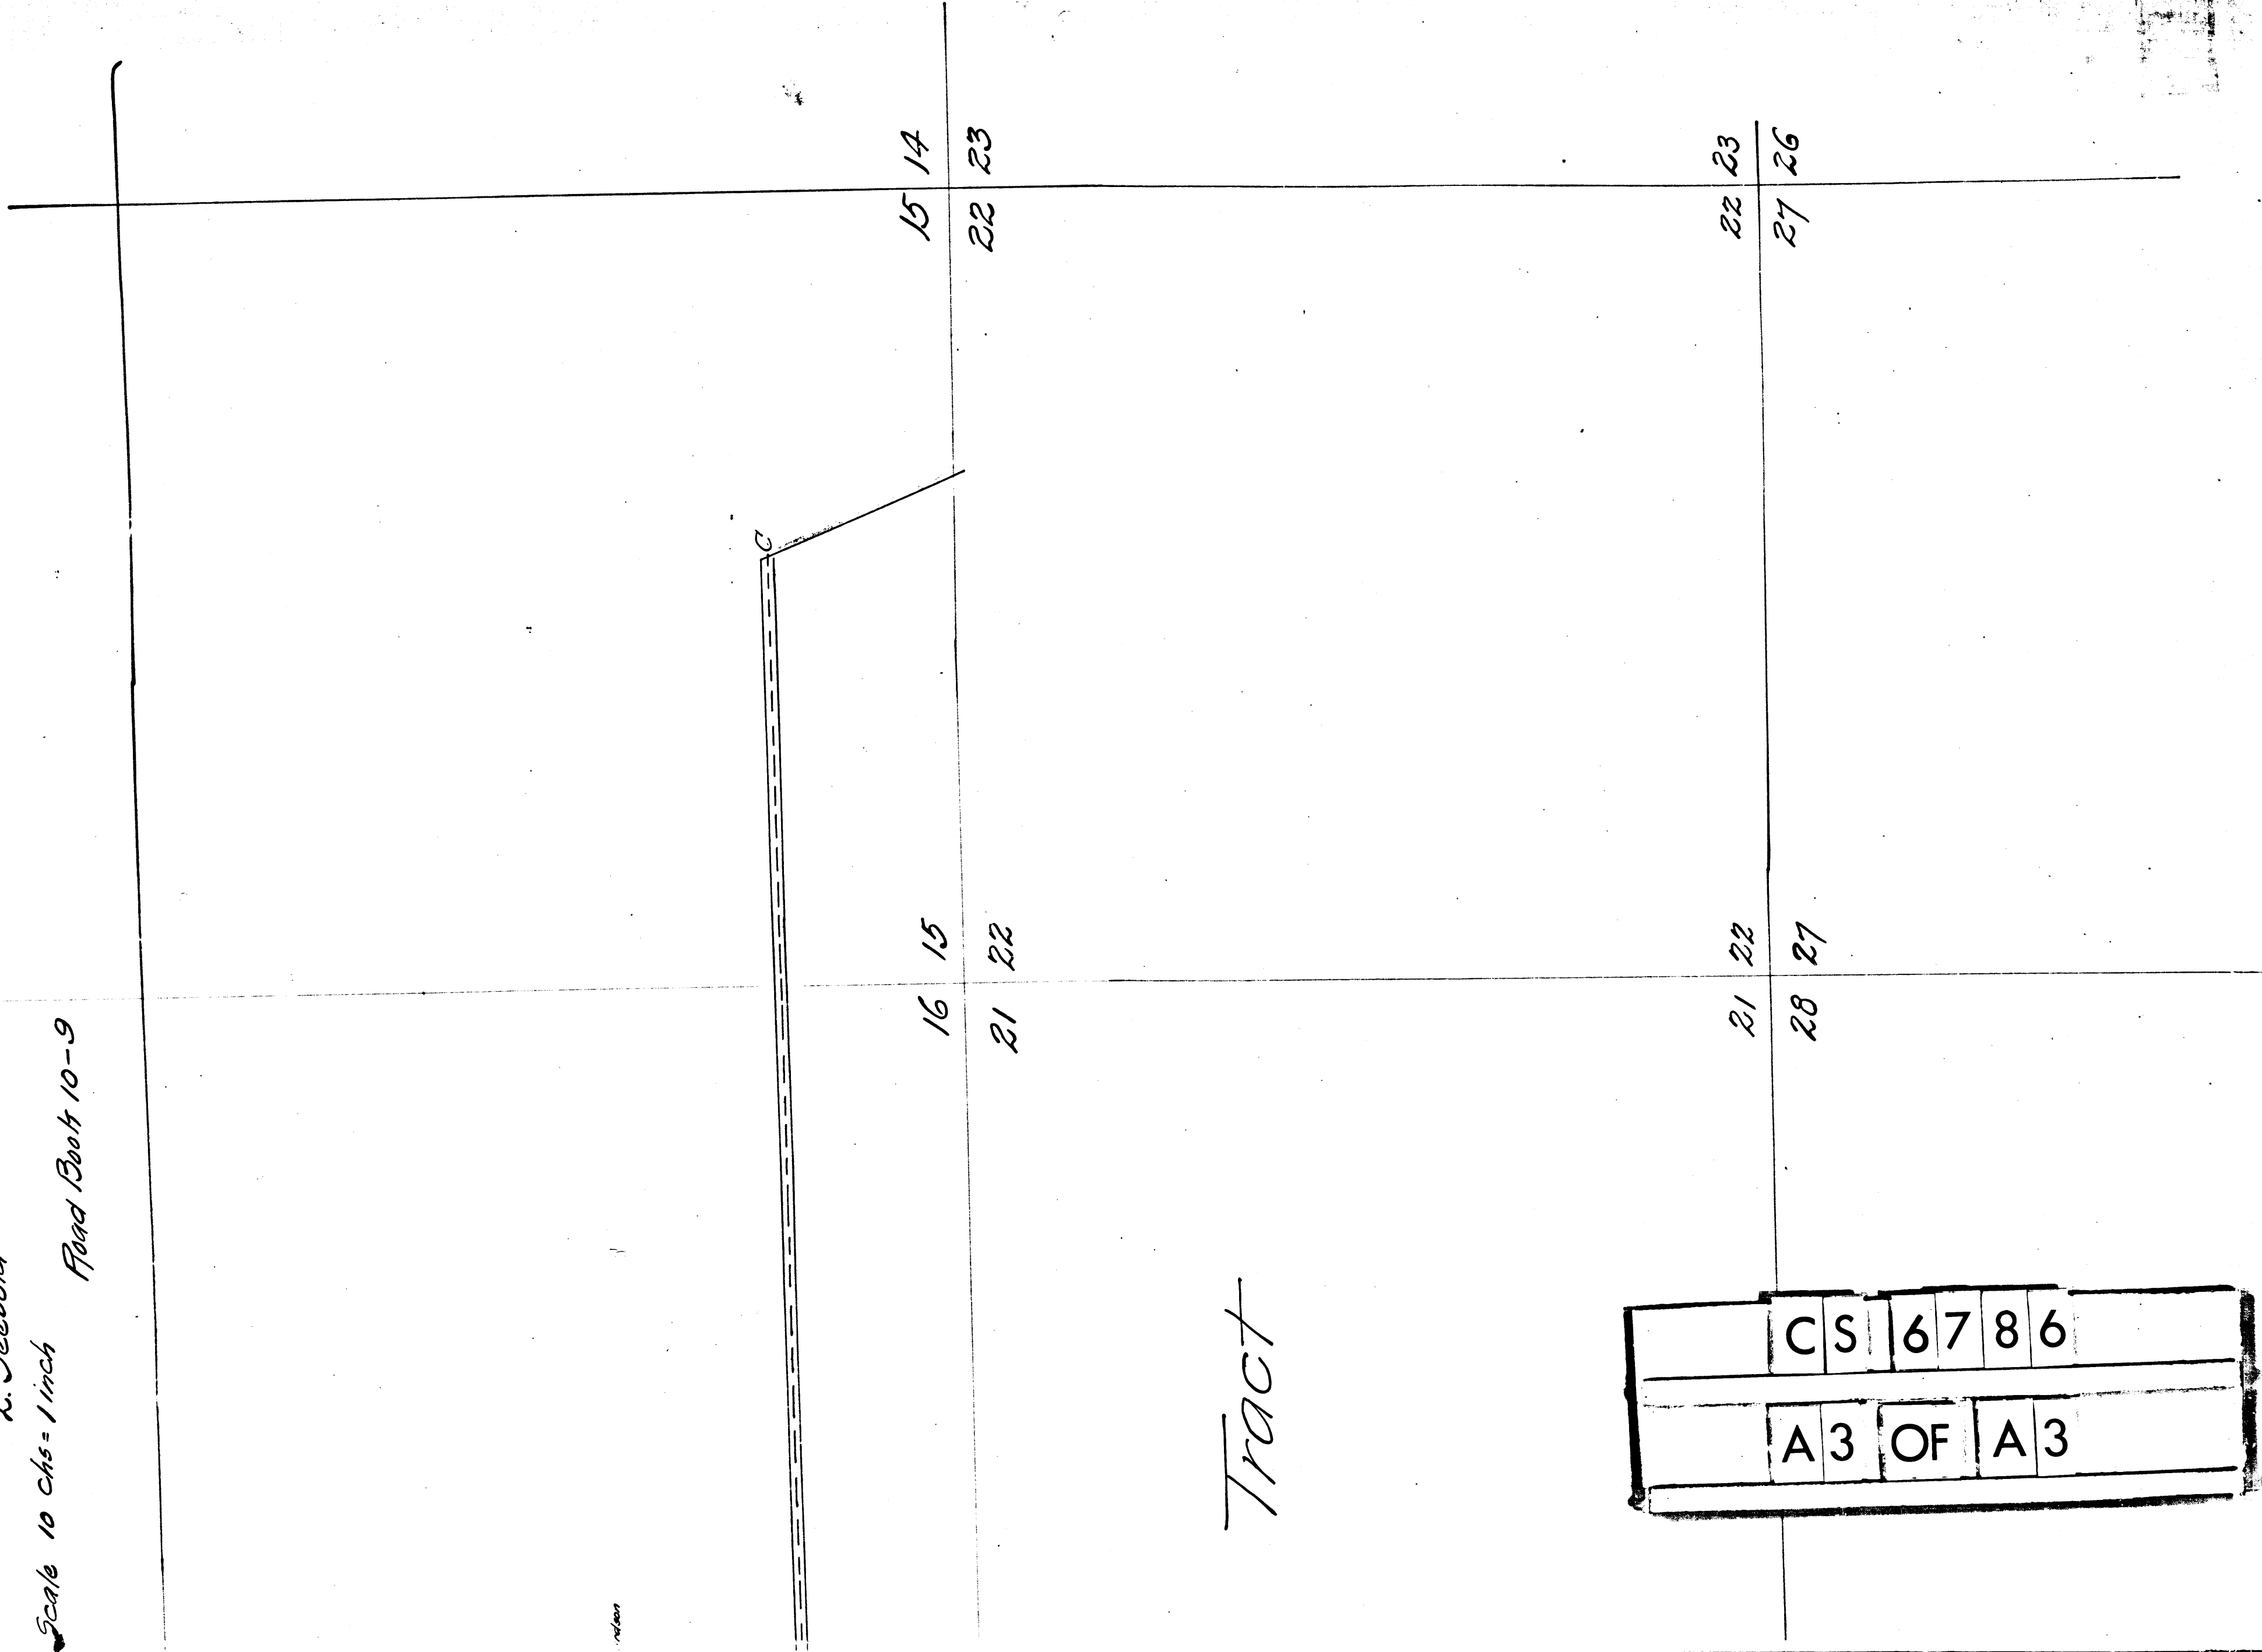 Scale 10 chs = 1 inch
Road Book 10-9
15 14
22 23
22 23
27 26
C
16 15
21 22
21 22
28 27
Tract
CS 6786
A3 OF A3